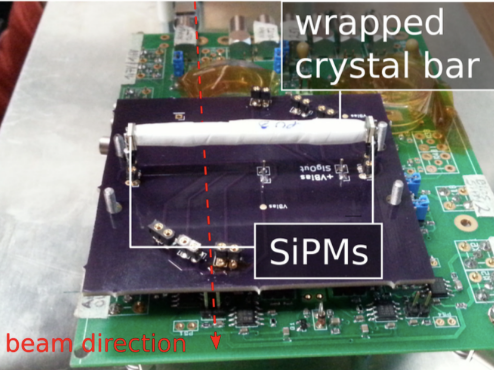 wrapped
crystal bar
+VBias
SigOut
VBias
SiPMs
beam direction